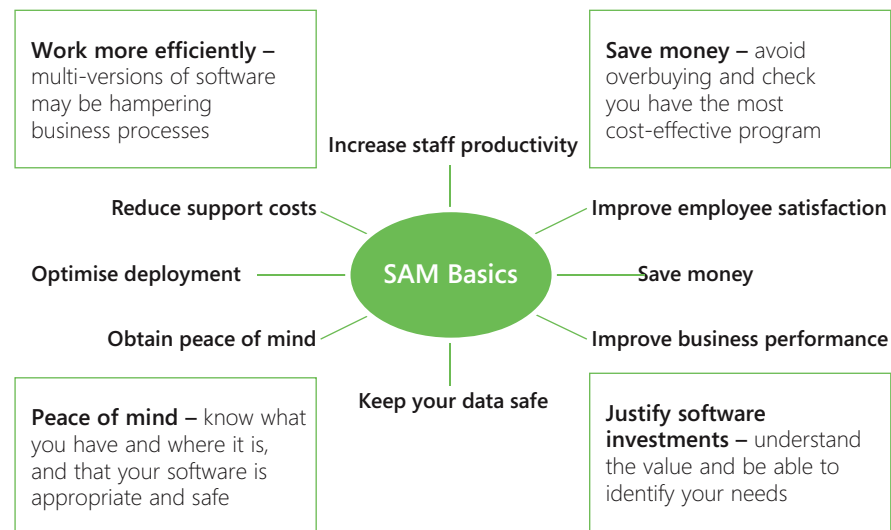 Work more efficiently –
multi-versions of software
may be hampering
business processes
Save money – avoid
overbuying and check
you have the most
cost-effective program
Increase staff productivity
Reduce support costs
Improve employee satisfaction
Optimise deployment
SAM Basics
Save money
Obtain peace of mind
Improve business performance
Keep your data safe
Peace of mind – know what
you have and where it is,
and that your software is
appropriate and safe
Justify software
investments – understand
the value and be able to
identify your needs